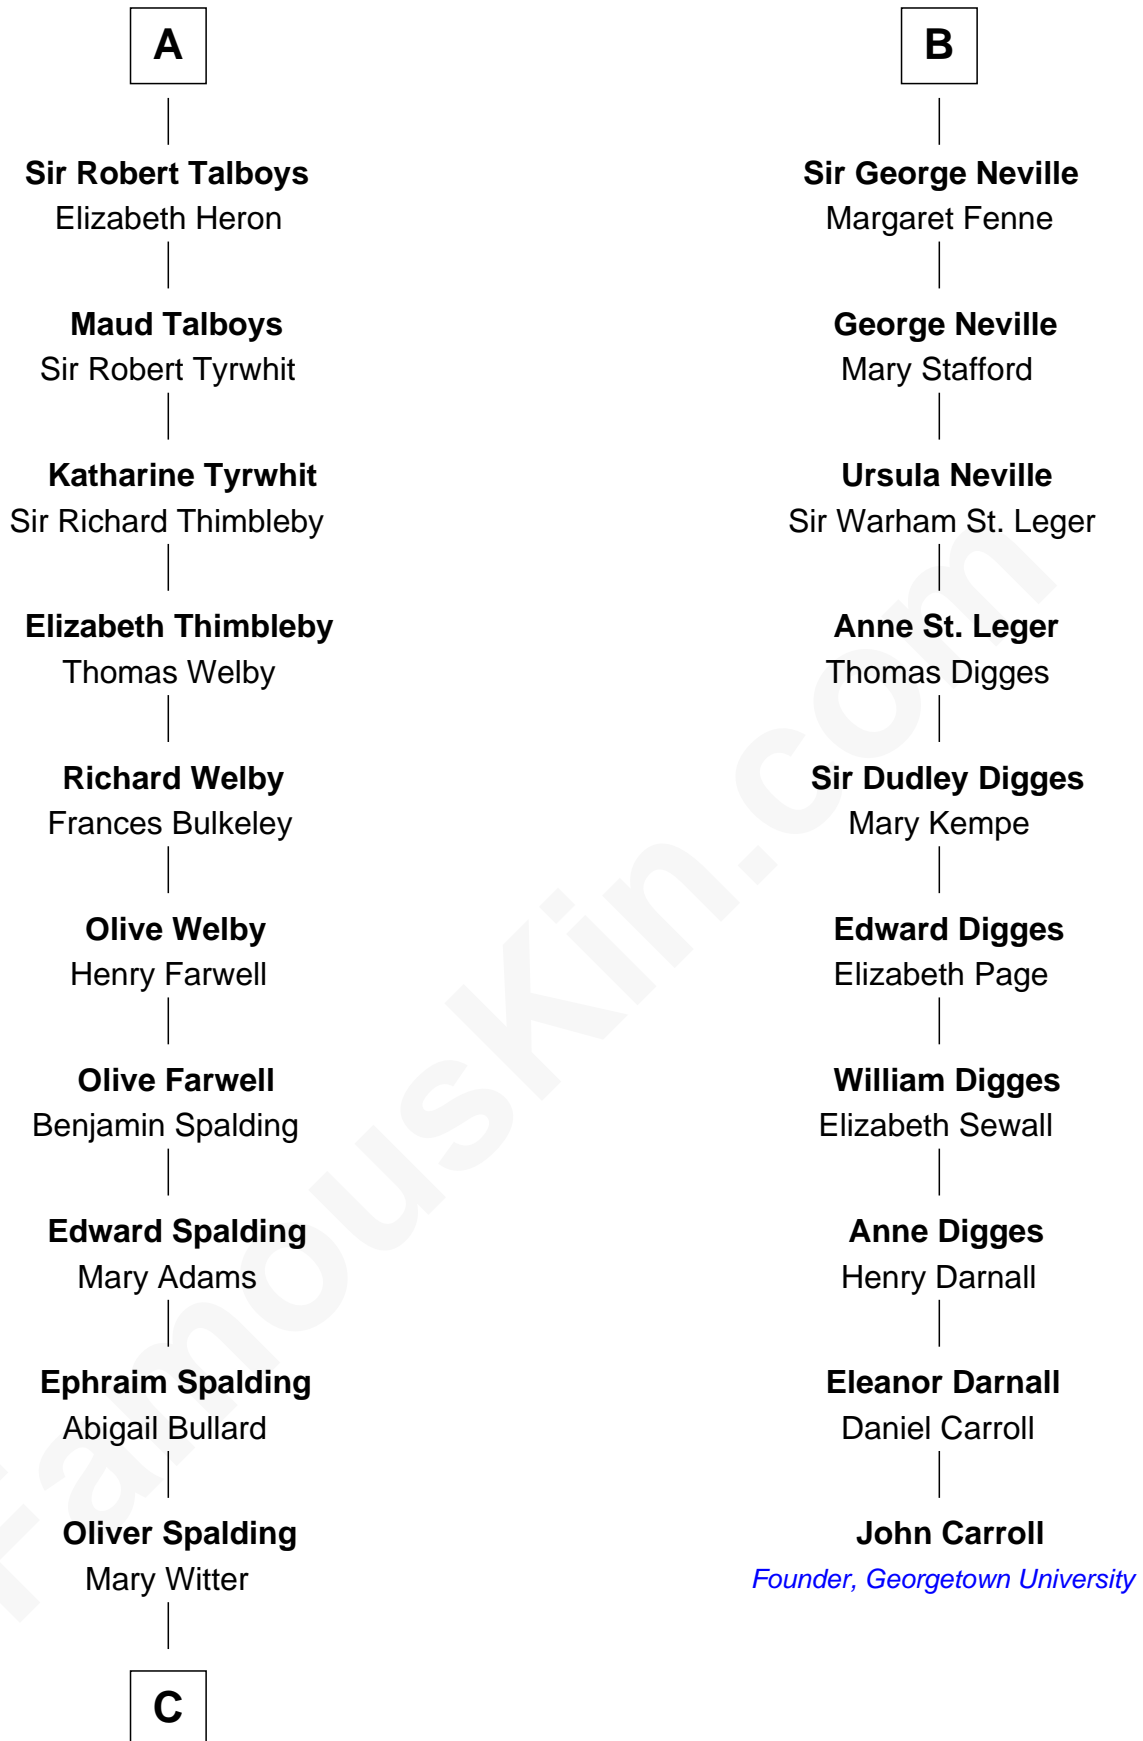 A
Sir Robert Talboys
Elizabeth Heron
Maud Talboys
Sir Robert Tyrwhit
Katharine Tyrwhit
Sir Richard Thimbleby
Elizabeth Thimbleby
Thomas Welby
Richard Welby
Frances Bulkeley
Olive Welby
Henry Farwell
Olive Farwell
Benjamin Spalding
Edward Spalding
Mary Adams
Ephraim Spalding
Abigail Bullard
Oliver Spalding
Mary Witter
C
B
Sir George Neville
Margaret Fenne
George Neville
Mary Stafford
Ursula Neville
Sir Warham St. Leger
Anne St. Leger
Thomas Digges
Sir Dudley Digges
Mary Kempe
Edward Digges
Elizabeth Page
William Digges
Elizabeth Sewall
Anne Digges
Henry Darnall
Eleanor Darnall
Daniel Carroll
John Carroll
Founder, Georgetown University
FamousKin.com